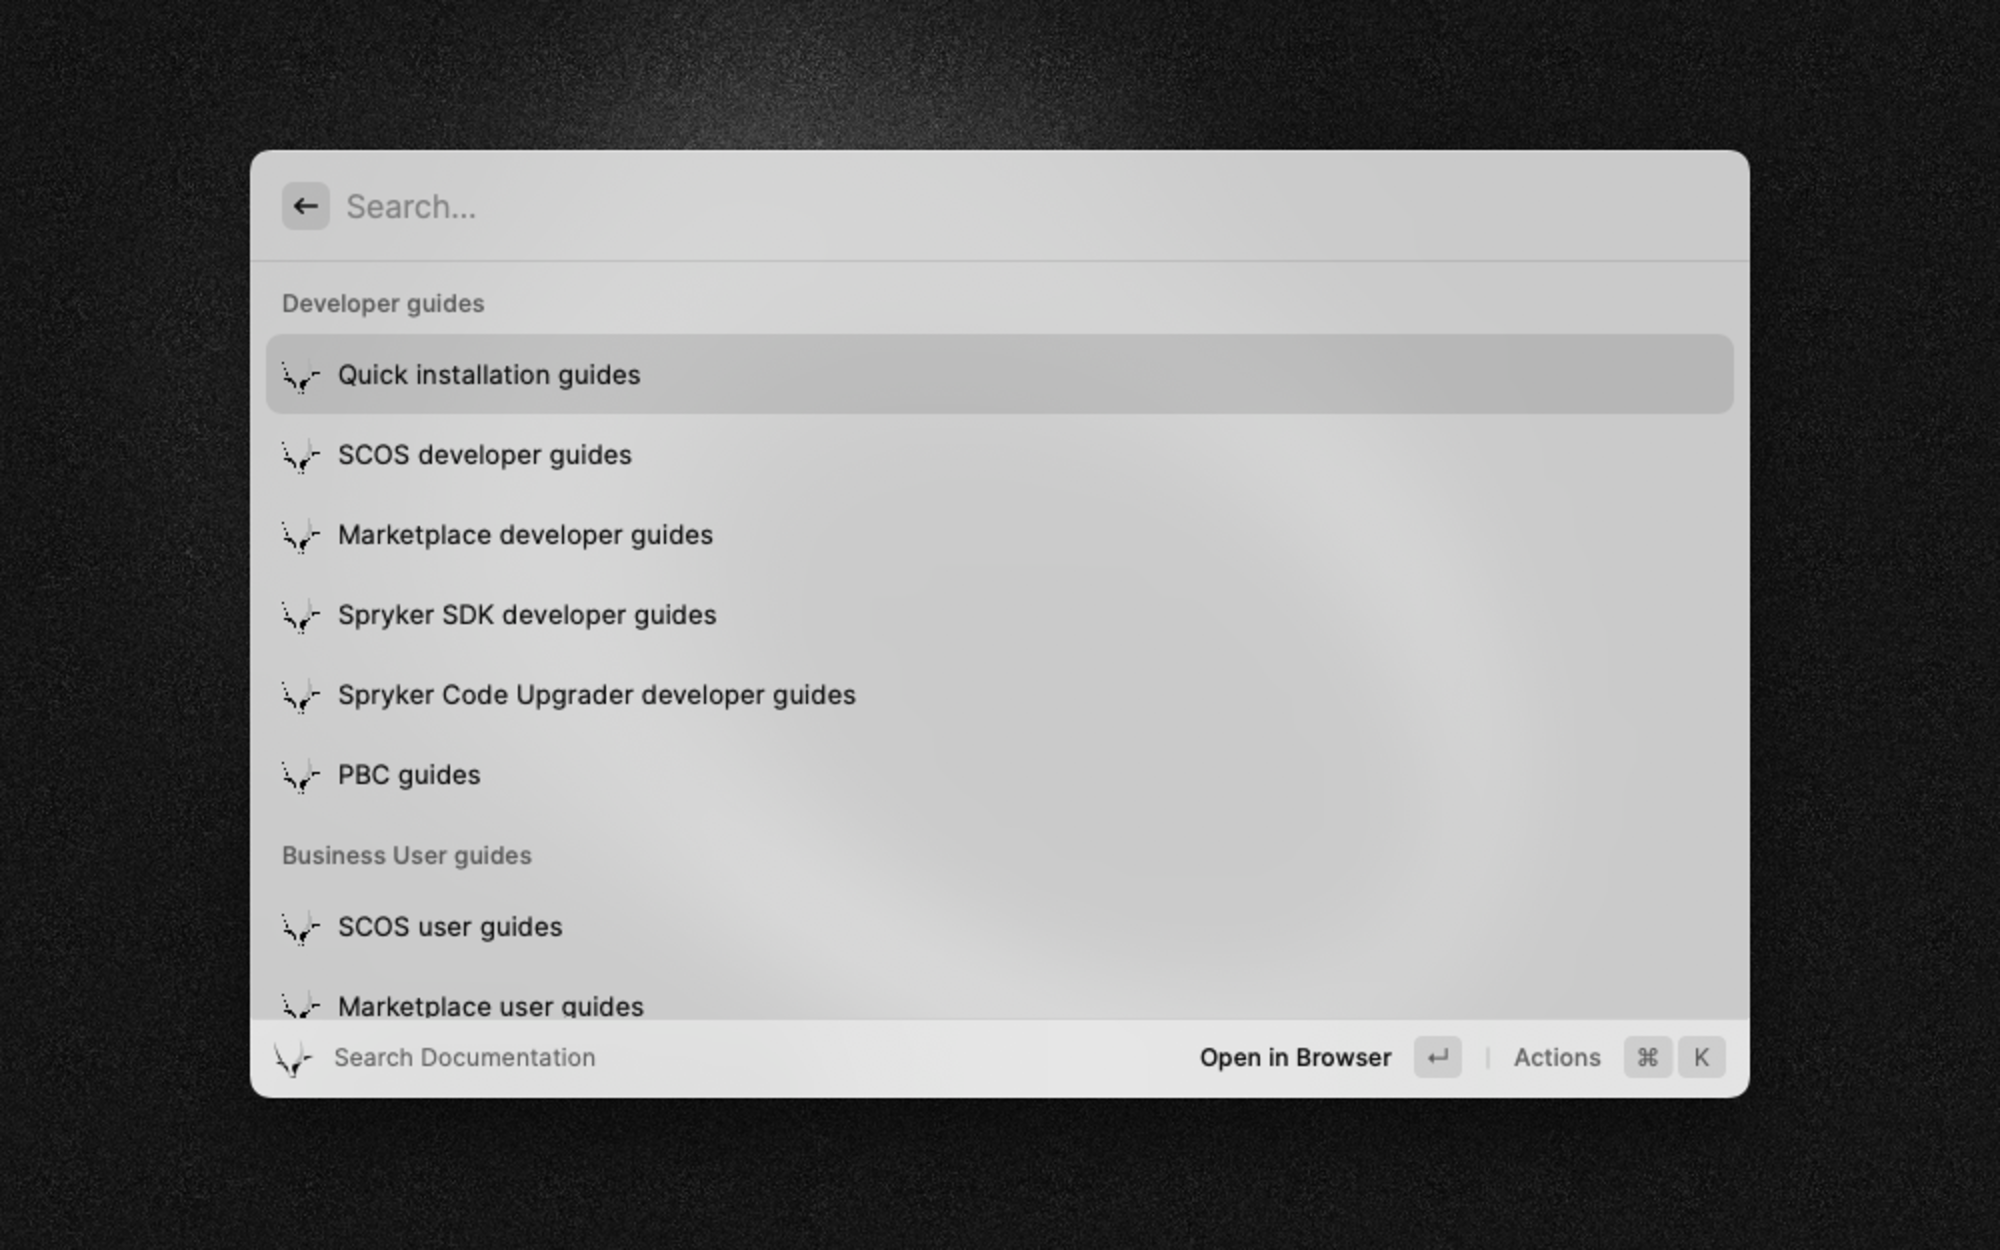 Search...
Developer guides
Quick installation guides
SCOS developer guides
Marketplace developer guides
Spryker SDK developer guides
Spryker Code Upgrader developer guides
PBC guides
Business User guides
SCOS user guides
Marketplace user guides
Search Documentation Open in Browser ↵ Actions ⌘ K